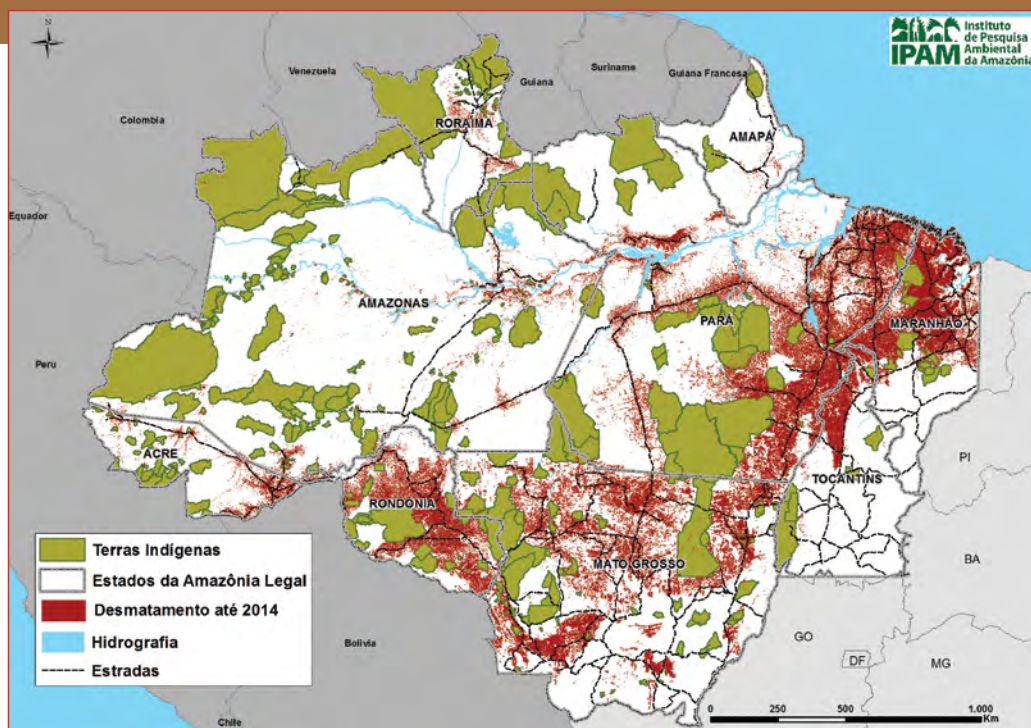 N
IPAM
Instituto
de Pesquisa
Ambiental
da Amazônia
Venezuela
Guiana
Suriname
Guiana Francesa
Colombia
RORAIMA
AMAPÁ
Equador
AMAZONAS
PARÁ
MARANHÃO
Peru
ACRE
PI
TOCANTINS
RONDÔNIA
MATO GROSSO
BA
Terras Indígenas
Estados da Amazônia Legal
Desmatamento até 2014
Hidrografia
Estradas
Bolivia
GO
DF
MG
Chile
0 250 500 1.000
Km